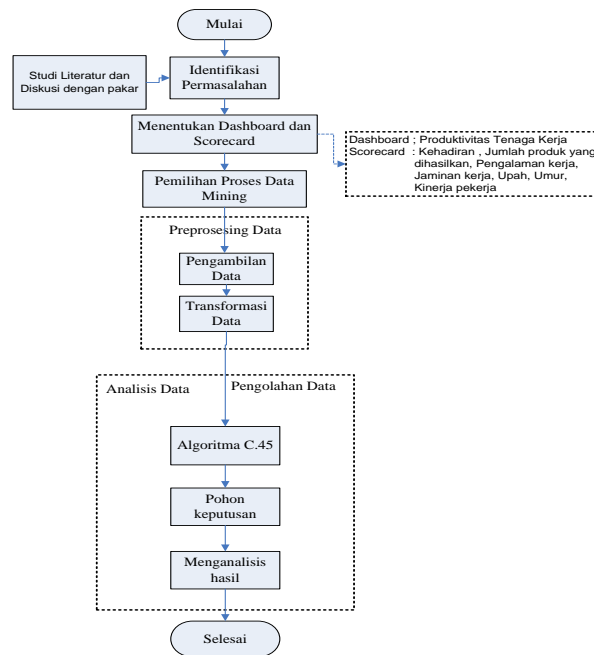 Mulai
Studi Literatur dan
Diskusi dengan pakar
Identifikasi
Permasalahan
Menentukan Dashboard dan
Scorecard
Dashboard ; Produktivitas Tenaga Kerja
Scorecard : Kehadiran , Jumlah produk yang
dihasilkan, Pengalaman kerja,
Jaminan kerja, Upah, Umur,
Kinerja pekerja
Pemilihan Proses Data
Mining
Preprosesing Data
Pengambilan
Data
Transformasi
Data
Analisis Data
Pengolahan Data
Algoritma C.45
Pohon
keputusan
Menganalisis
hasil
Selesai